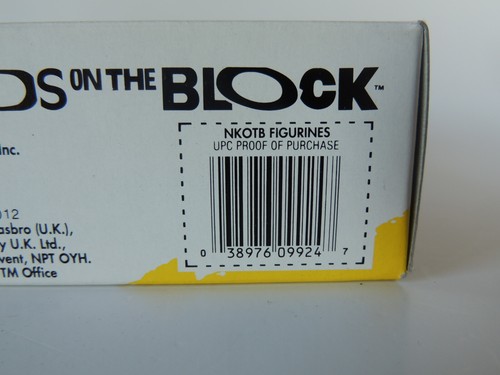 DS ON THE BLOCK™
NKOTB FIGURINES
UPC PROOF OF PURCHASE
0 38976 09924 7
Inc.
012
asbro (U.K.),
y U.K. Ltd.,
vent, NPT OYH.
TM Office